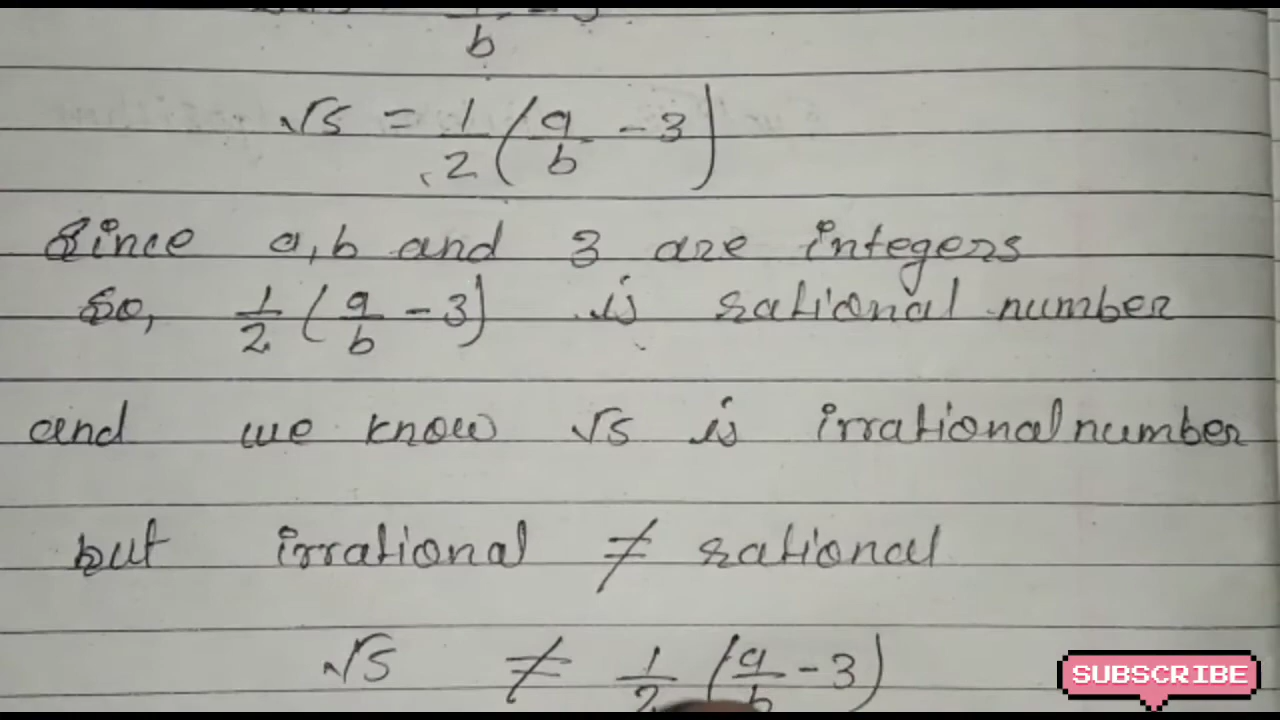 b
√5 = 1/2 (a/b - 3)
Since a, b and 3 are integers
So, 1/2 (a/b - 3) is rational number
and we know √5 is irrational number
but irrational ≠ rational
√5 ≠ 1/2 (a/b - 3)
SUBSCRIBE